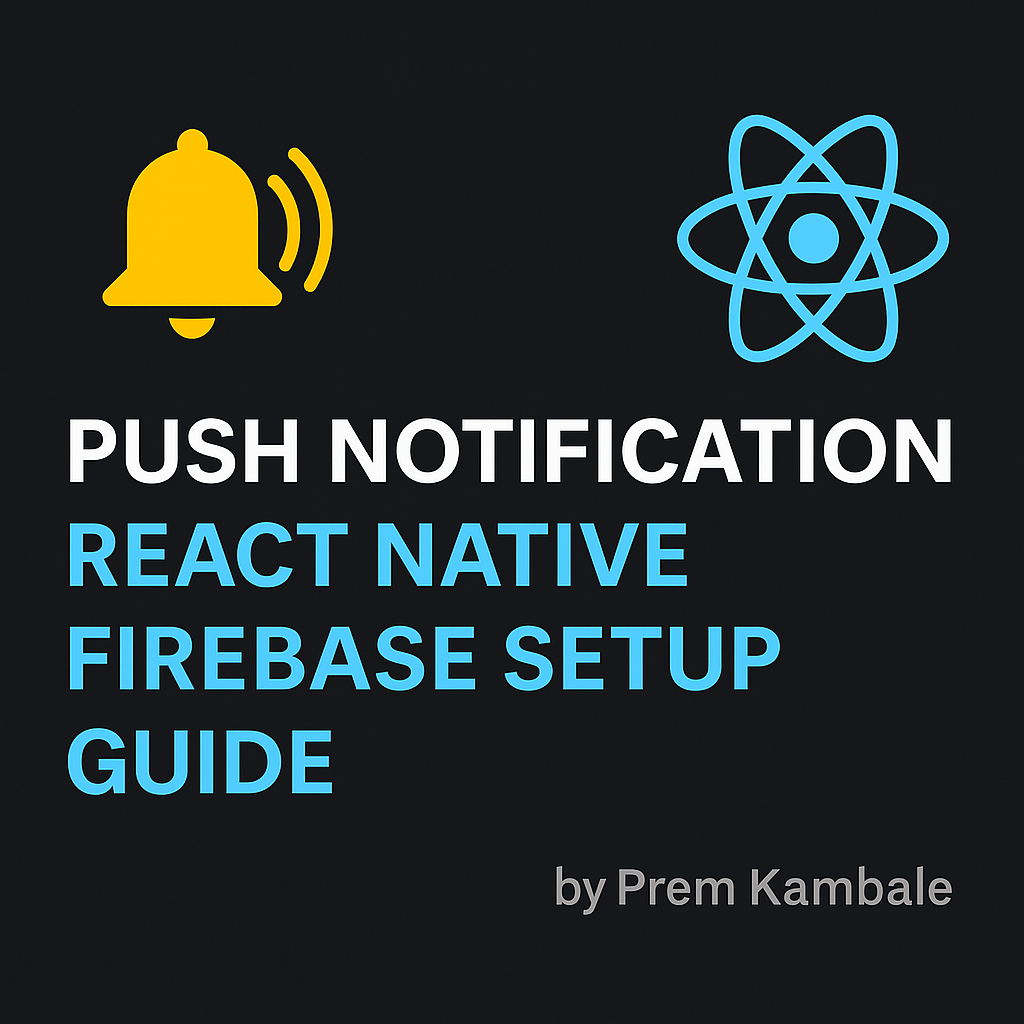 PUSH NOTIFICATION
REACT NATIVE
FIREBASE SETUP
GUIDE
by Prem Kambale